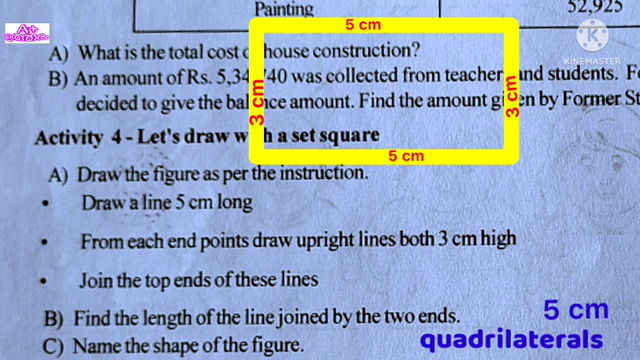 Painting
52,925
5 cm
A+
KINEMASTER
A) What is the total cost o house construction?
B) An amount of Rs. 5,34 740 was collected from teacher and students. F
decided to give the bal nce amount. Find the amount gi en by Former St
3 cm
3 cm
Activity 4 - Let's draw w h a set square
5 cm
A) Draw the figure as per the instruction.
• Draw a line 5 cm long
• From each end points draw upright lines both 3 cm high
• Join the top ends of these lines
B) Find the length of the line joined by the two ends.
5 cm
C) Name the shape of the figure.
quadrilaterals